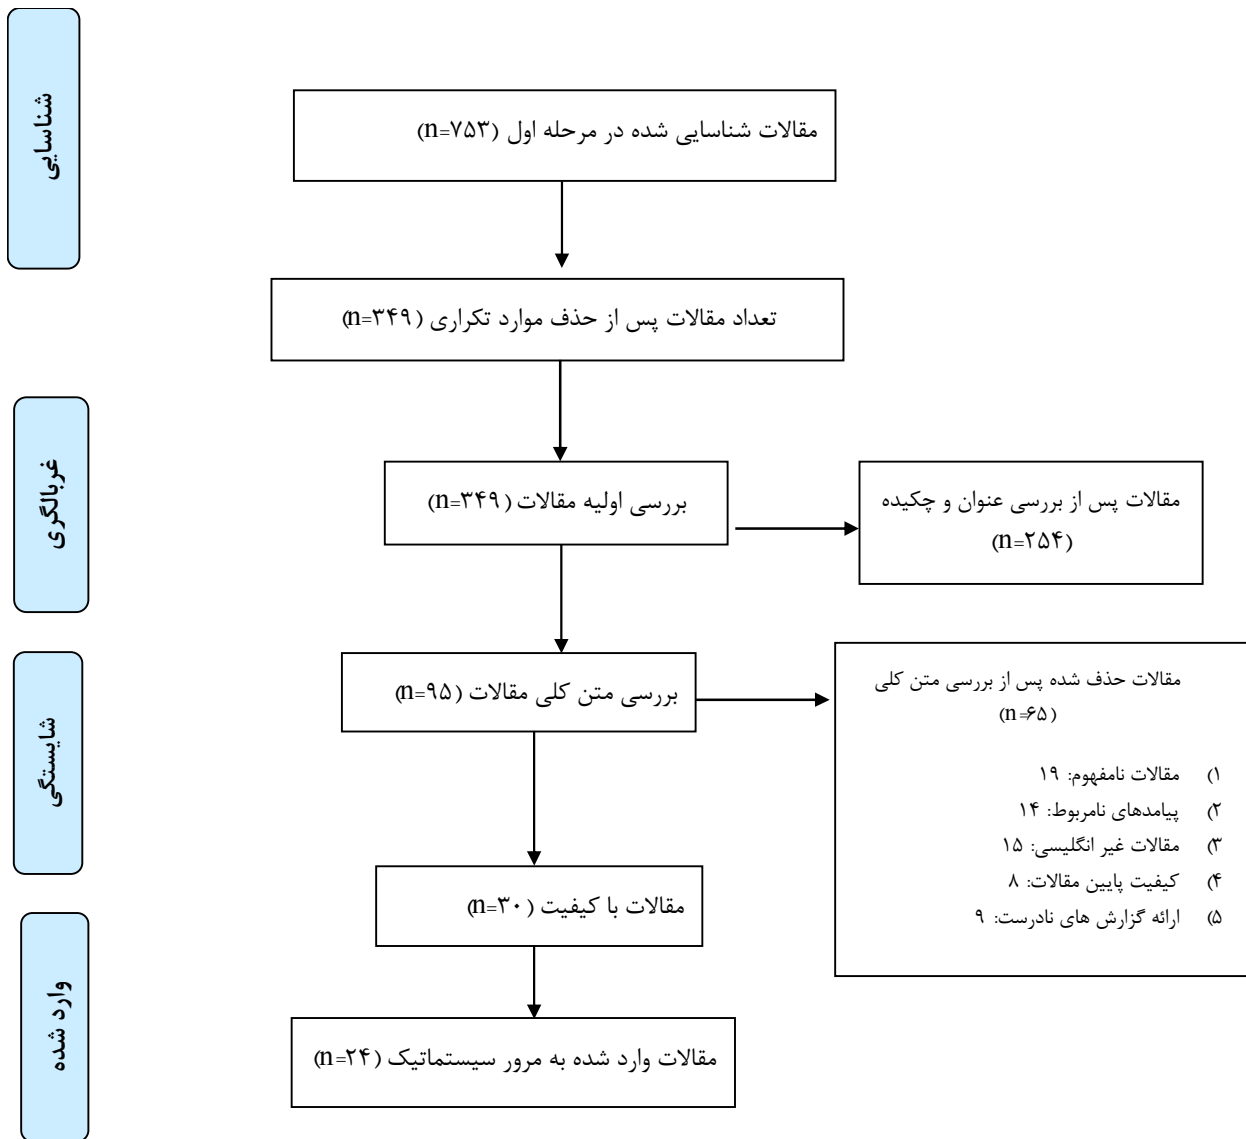 شناسایی
مقالات شناسایی شده در مرحله اول (n=۷۵۳)
تعداد مقالات پس از حذف موارد تکراری (n=۳۴۹)
غربالگری
بررسی اولیه مقالات (n=۳۴۹)
مقالات پس از بررسی عنوان و چکیده
(n=۲۵۴)
شایستگی
بررسی متن کلی مقالات (n=۹۵)
مقالات حذف شده پس از بررسی متن کلی
(n=۶۵)
۱) مقالات نامفهوم: ۱۹
۲) پیامدهای نامربوط: ۱۴
۳) مقالات غیر انگلیسی: ۱۵
۴) کیفیت پایین مقالات: ۸
۵) ارائه گزارش های نادرست: ۹
مقالات با کیفیت (n=۳۰)
وارد شده
مقالات وارد شده به مرور سیستماتیک (n=۲۴)